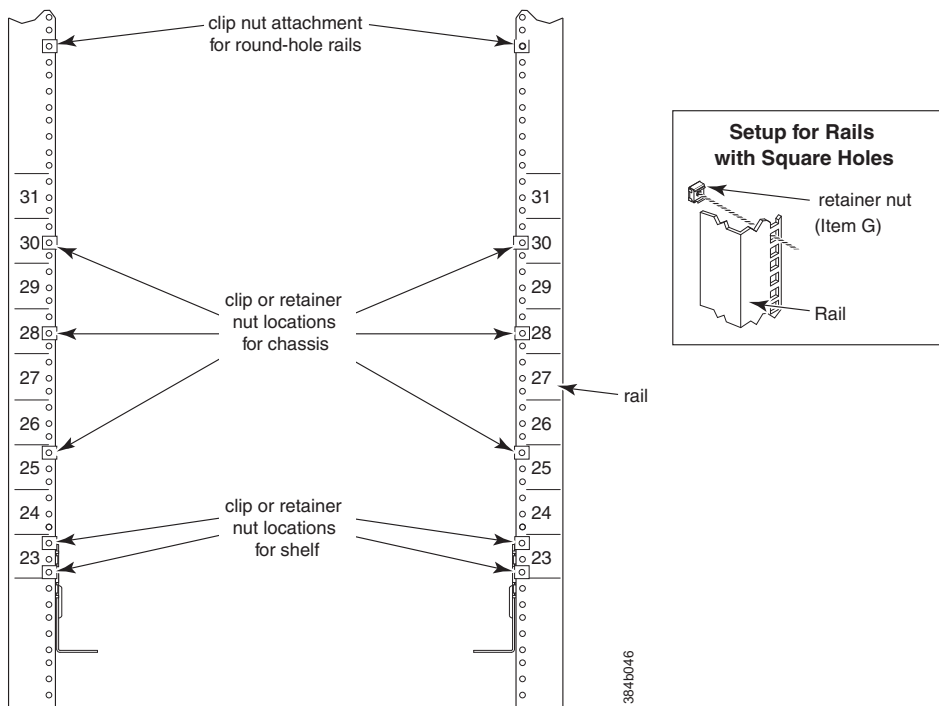 clip nut attachment
for round-hole rails
Setup for Rails
with Square Holes
retainer nut
(Item G)
Rail
31
31
30
30
29
29
clip or retainer
nut locations
for chassis
28
28
27
27
rail
26
26
25
25
clip or retainer
nut locations
for shelf
24
24
23
23
384b046